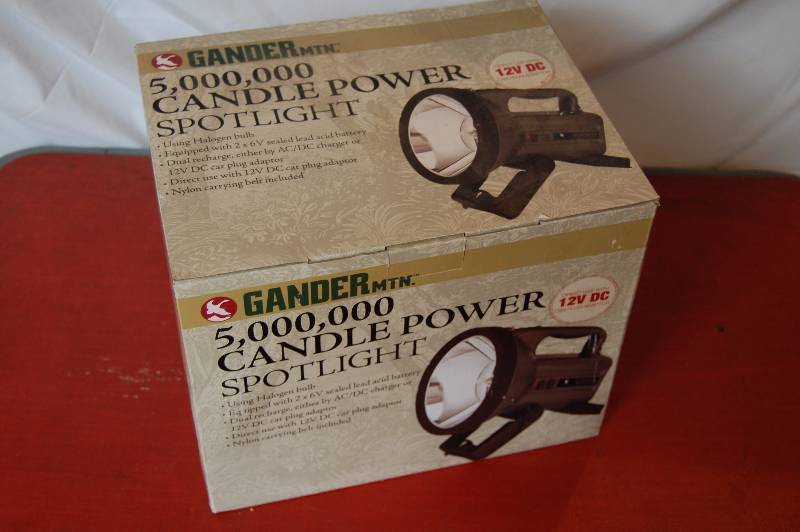 GANDER MTN.
5,000,000
CANDLE POWER
SPOTLIGHT
12V DC
• Using Halogen bulb
• Equipped with 2 x 6V sealed lead acid battery
• Dual recharge, either by AC/DC charger or
12V DC car plug adaptor
• Direct use with 12V DC car plug adaptor
• Nylon carrying belt included
GANDER MTN.
5,000,000
CANDLE POWER
SPOTLIGHT
12V DC
• Using Halogen bulb
• Equipped with 2 x 6V sealed lead acid battery
• Dual recharge, either by AC/DC charger or
12V DC car plug adaptor
• Direct use with 12V DC car plug adaptor
• Nylon carrying belt included